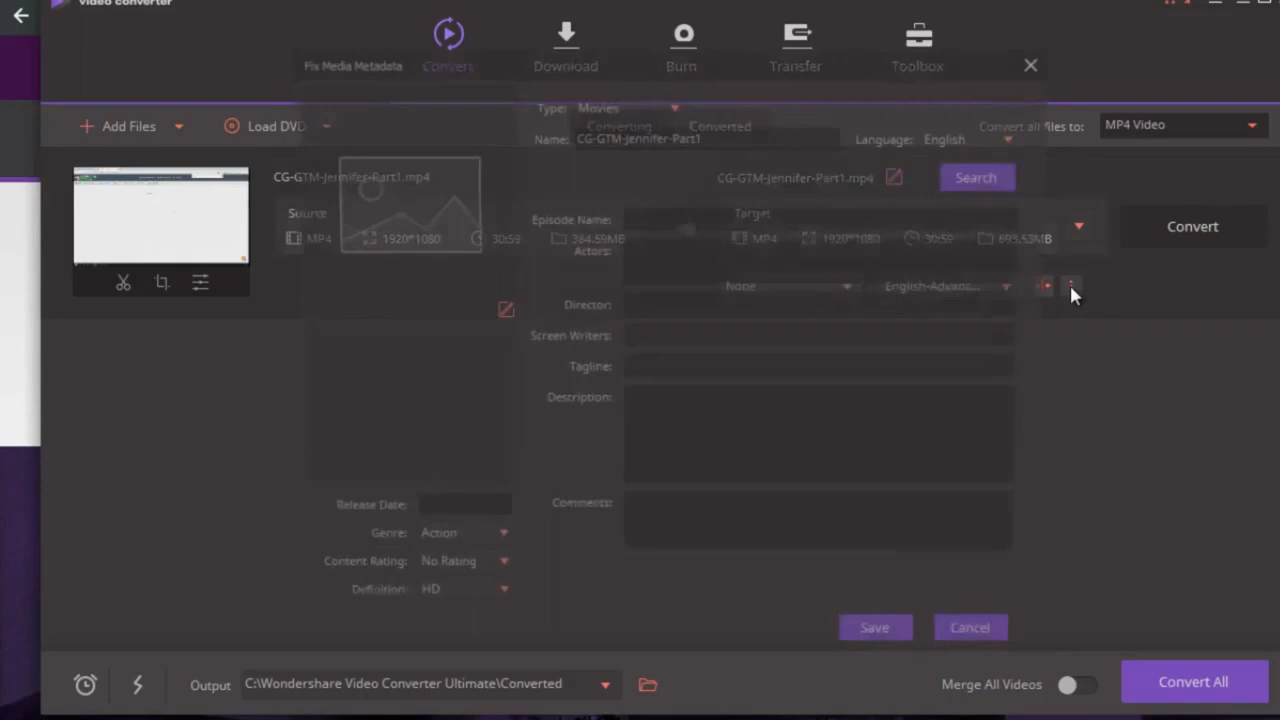 video converter
Convert
Download
Burn
Transfer
Toolbox
Fix Media Metadata
Type: Movies
Add Files
Load DVD
Converting
Converted
Convert all files to:
MP4 Video
Name: CG-GTM-Jennifer-Part1
Language: English
CG-GTM-Jennifer-Part1.mp4
CG-GTM-Jennifer-Part1.mp4
Search
Source
MP4 1920*1080 30:59 384.59MB
Target
MP4 1920*1080 30:59 693.53MB
Convert
Episode Name:
Actors:
None
English-Advanc...
Director:
Screen Writers:
Tagline:
Description:
Release Date:
Genre: Action
Content Rating: No Rating
Definition: HD
Comments:
Save
Cancel
Output
C:\Wondershare Video Converter Ultimate\Converted
Merge All Videos
Convert All